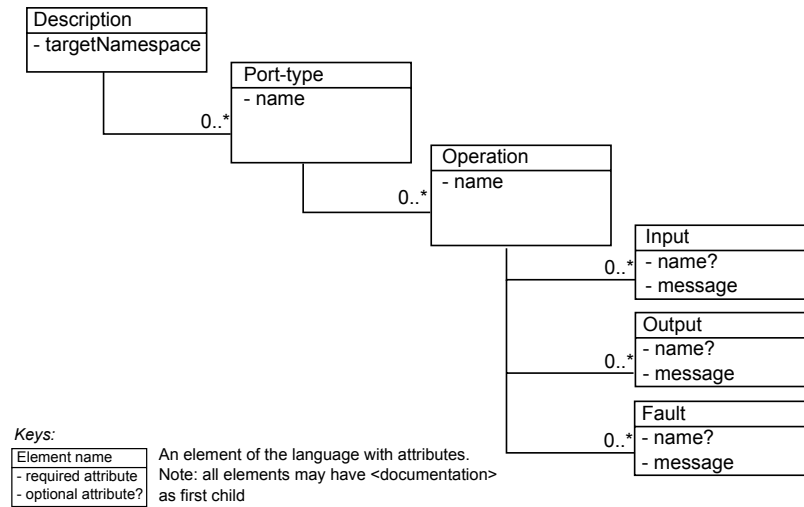 Description
- targetNamespace
0..*
Port-type
- name
0..*
Operation
- name
0..*
Input
- name?
- message
0..*
Output
- name?
- message
0..*
Fault
- name?
- message
Keys:
Element name
- required attribute
- optional attribute?
An element of the language with attributes.
Note: all elements may have <documentation>
as first child